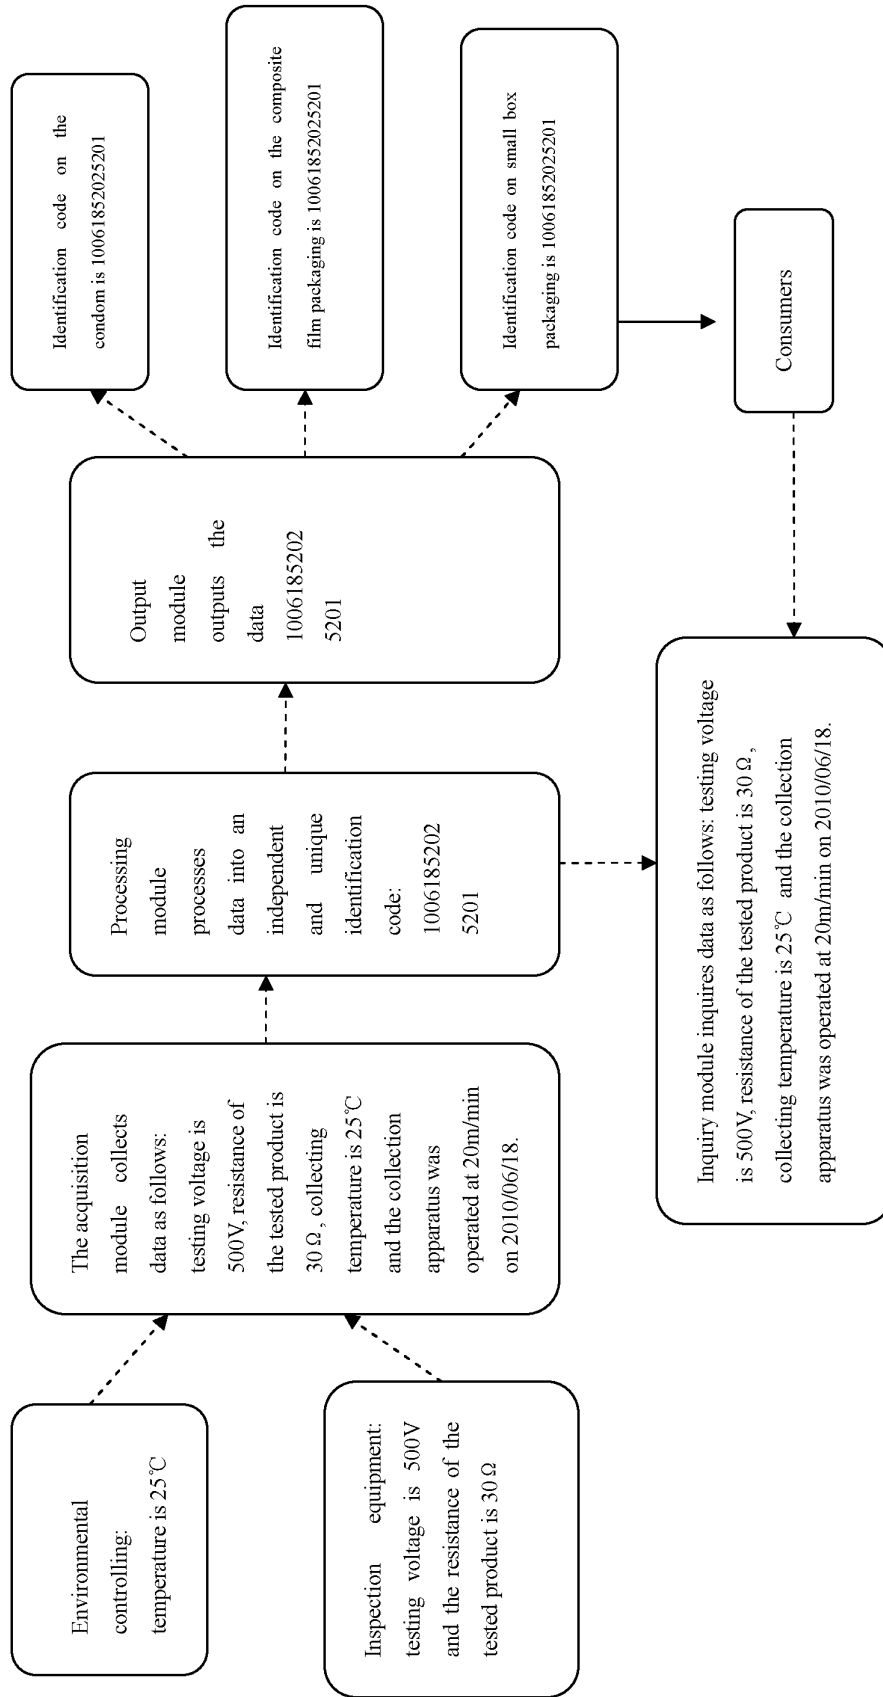 Environmental
controlling:
temperature is 25℃
Inspection equipment:
testing voltage is 500V
and the resistance of the
tested product is 30Ω
The acquisition
module collects
data as follows:
testing voltage is
500V, resistance of
the tested product is
30Ω, collecting
temperature is 25℃
and the collection
apparatus was
operated at 20m/min
on 2010/06/18.
Processing
module
processes
data into an
independent
and unique
identification
code:
1006185202
5201
Output
module
outputs the
data
1006185202
5201
Identification code on the
condom is 10061852025201
Identification code on the composite
film packaging is 10061852025201
Identification code on small box
packaging is 10061852025201
Consumers
Inquiry module inquires data as follows: testing voltage
is 500V, resistance of the tested product is 30Ω,
collecting temperature is 25℃ and the collection
apparatus was operated at 20m/min on 2010/06/18.